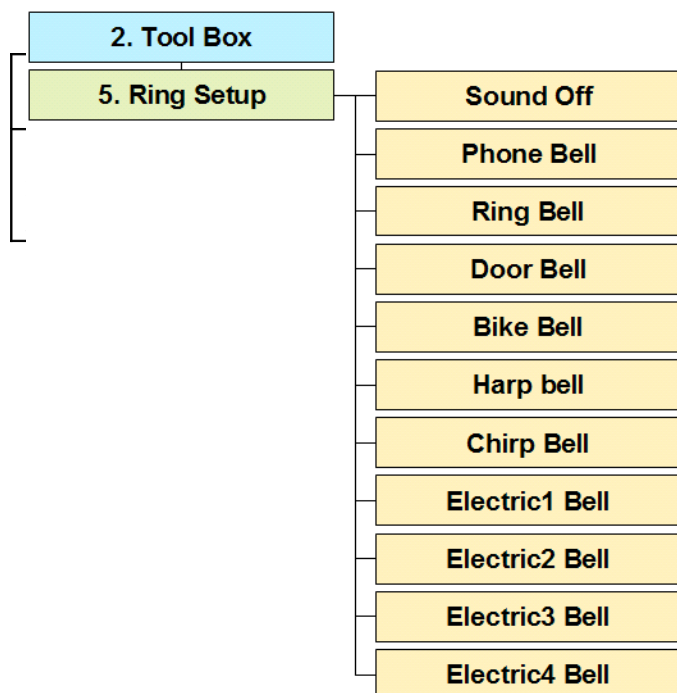 2. Tool Box
5. Ring Setup
Sound Off
Phone Bell
Ring Bell
Door Bell
Bike Bell
Harp bell
Chirp Bell
Electric1 Bell
Electric2 Bell
Electric3 Bell
Electric4 Bell